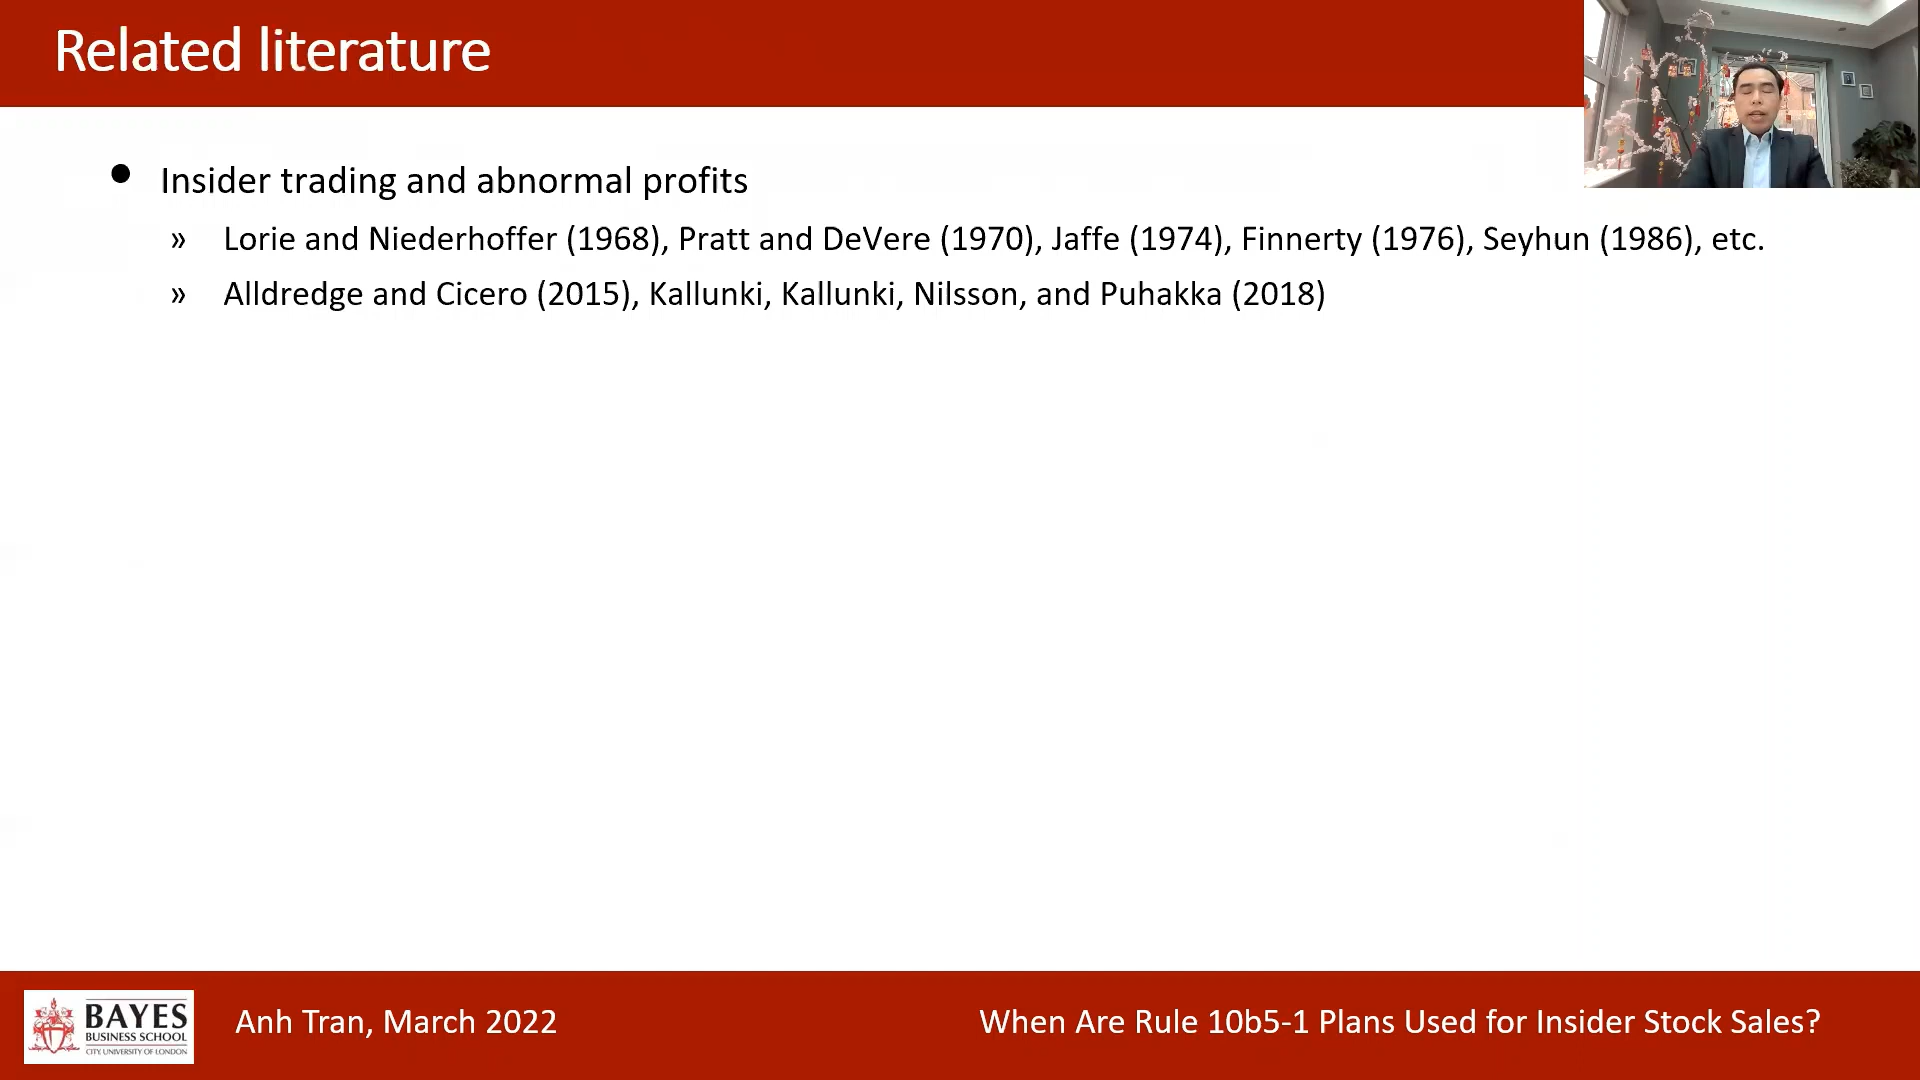 Related literature
• Insider trading and abnormal profits
» Lorie and Niederhoffer (1968), Pratt and DeVere (1970), Jaffe (1974), Finnerty (1976), Seyhun (1986), etc.
» Alldredge and Cicero (2015), Kallunki, Kallunki, Nilsson, and Puhakka (2018)
BAYES
BUSINESS SCHOOL
CITY, UNIVERSITY OF LONDON
Anh Tran, March 2022
When Are Rule 10b5-1 Plans Used for Insider Stock Sales?